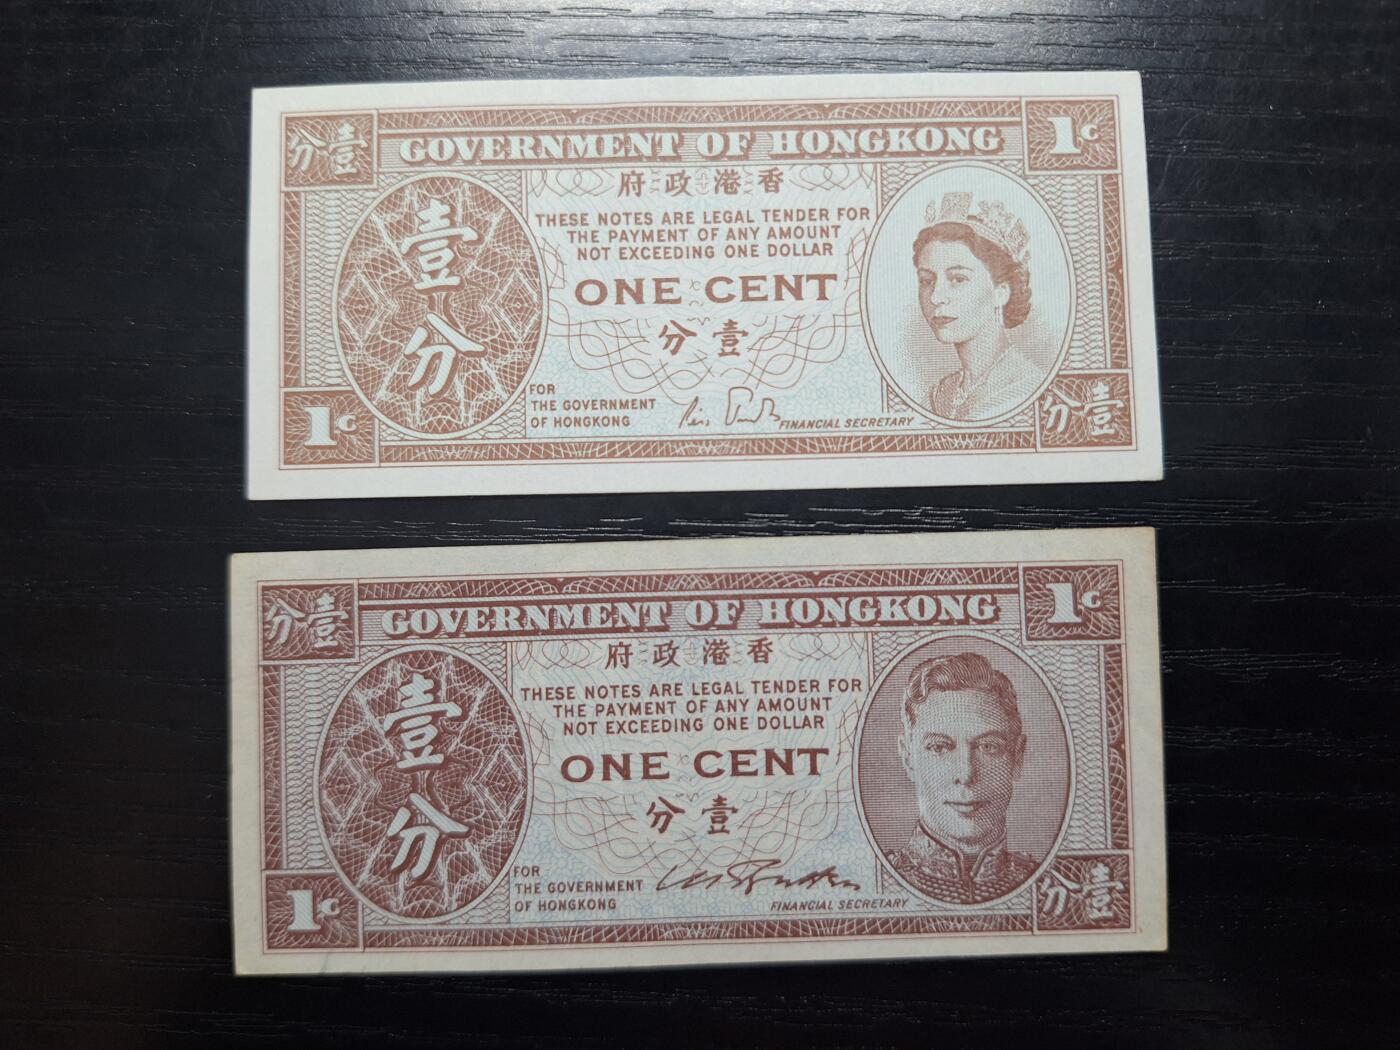 分壹
GOVERNMENT OF HONGKONG
1c
府政港香
THESE NOTES ARE LEGAL TENDER FOR
THE PAYMENT OF ANY AMOUNT
NOT EXCEEDING ONE DOLLAR
壹分
ONE CENT
分壹
FOR
THE GOVERNMENT
OF HONGKONG
FINANCIAL SECRETARY
1c
分壹
分壹
GOVERNMENT OF HONGKONG
1c
府政港香
THESE NOTES ARE LEGAL TENDER FOR
THE PAYMENT OF ANY AMOUNT
NOT EXCEEDING ONE DOLLAR
壹分
ONE CENT
分壹
FOR
THE GOVERNMENT
OF HONGKONG
FINANCIAL SECRETARY
1c
分壹